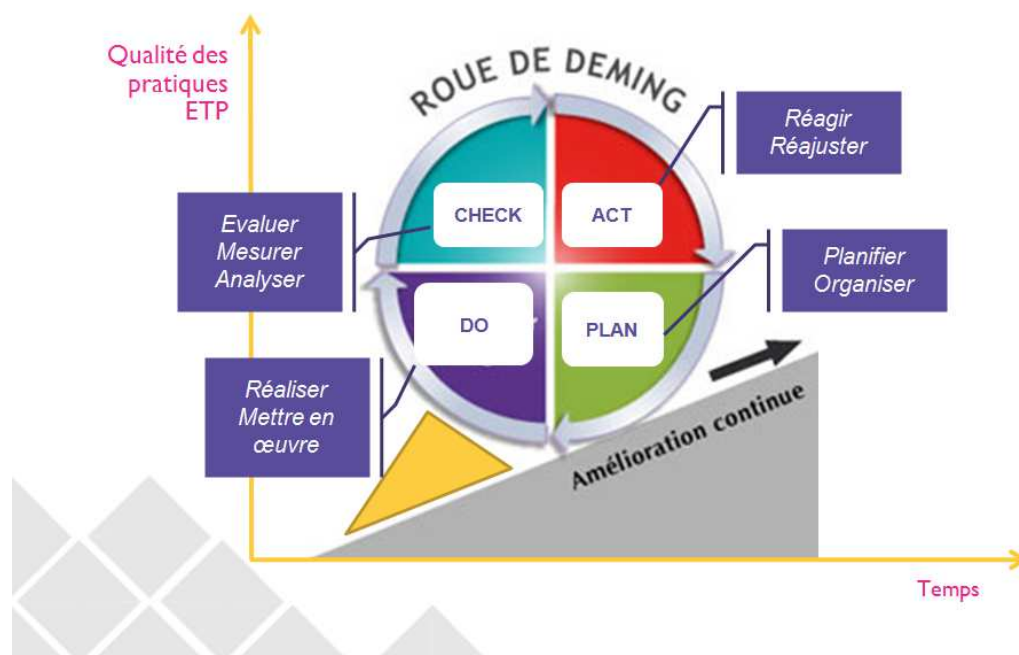 Qualité des
pratiques
ETP
ROUE DE DEMING
Réagir
Réajuster
CHECK
ACT
Evaluer
Mesurer
Analyser
Planifier
Organiser
DO
PLAN
Réaliser
Mettre en
œuvre
Amélioration continue
Temps